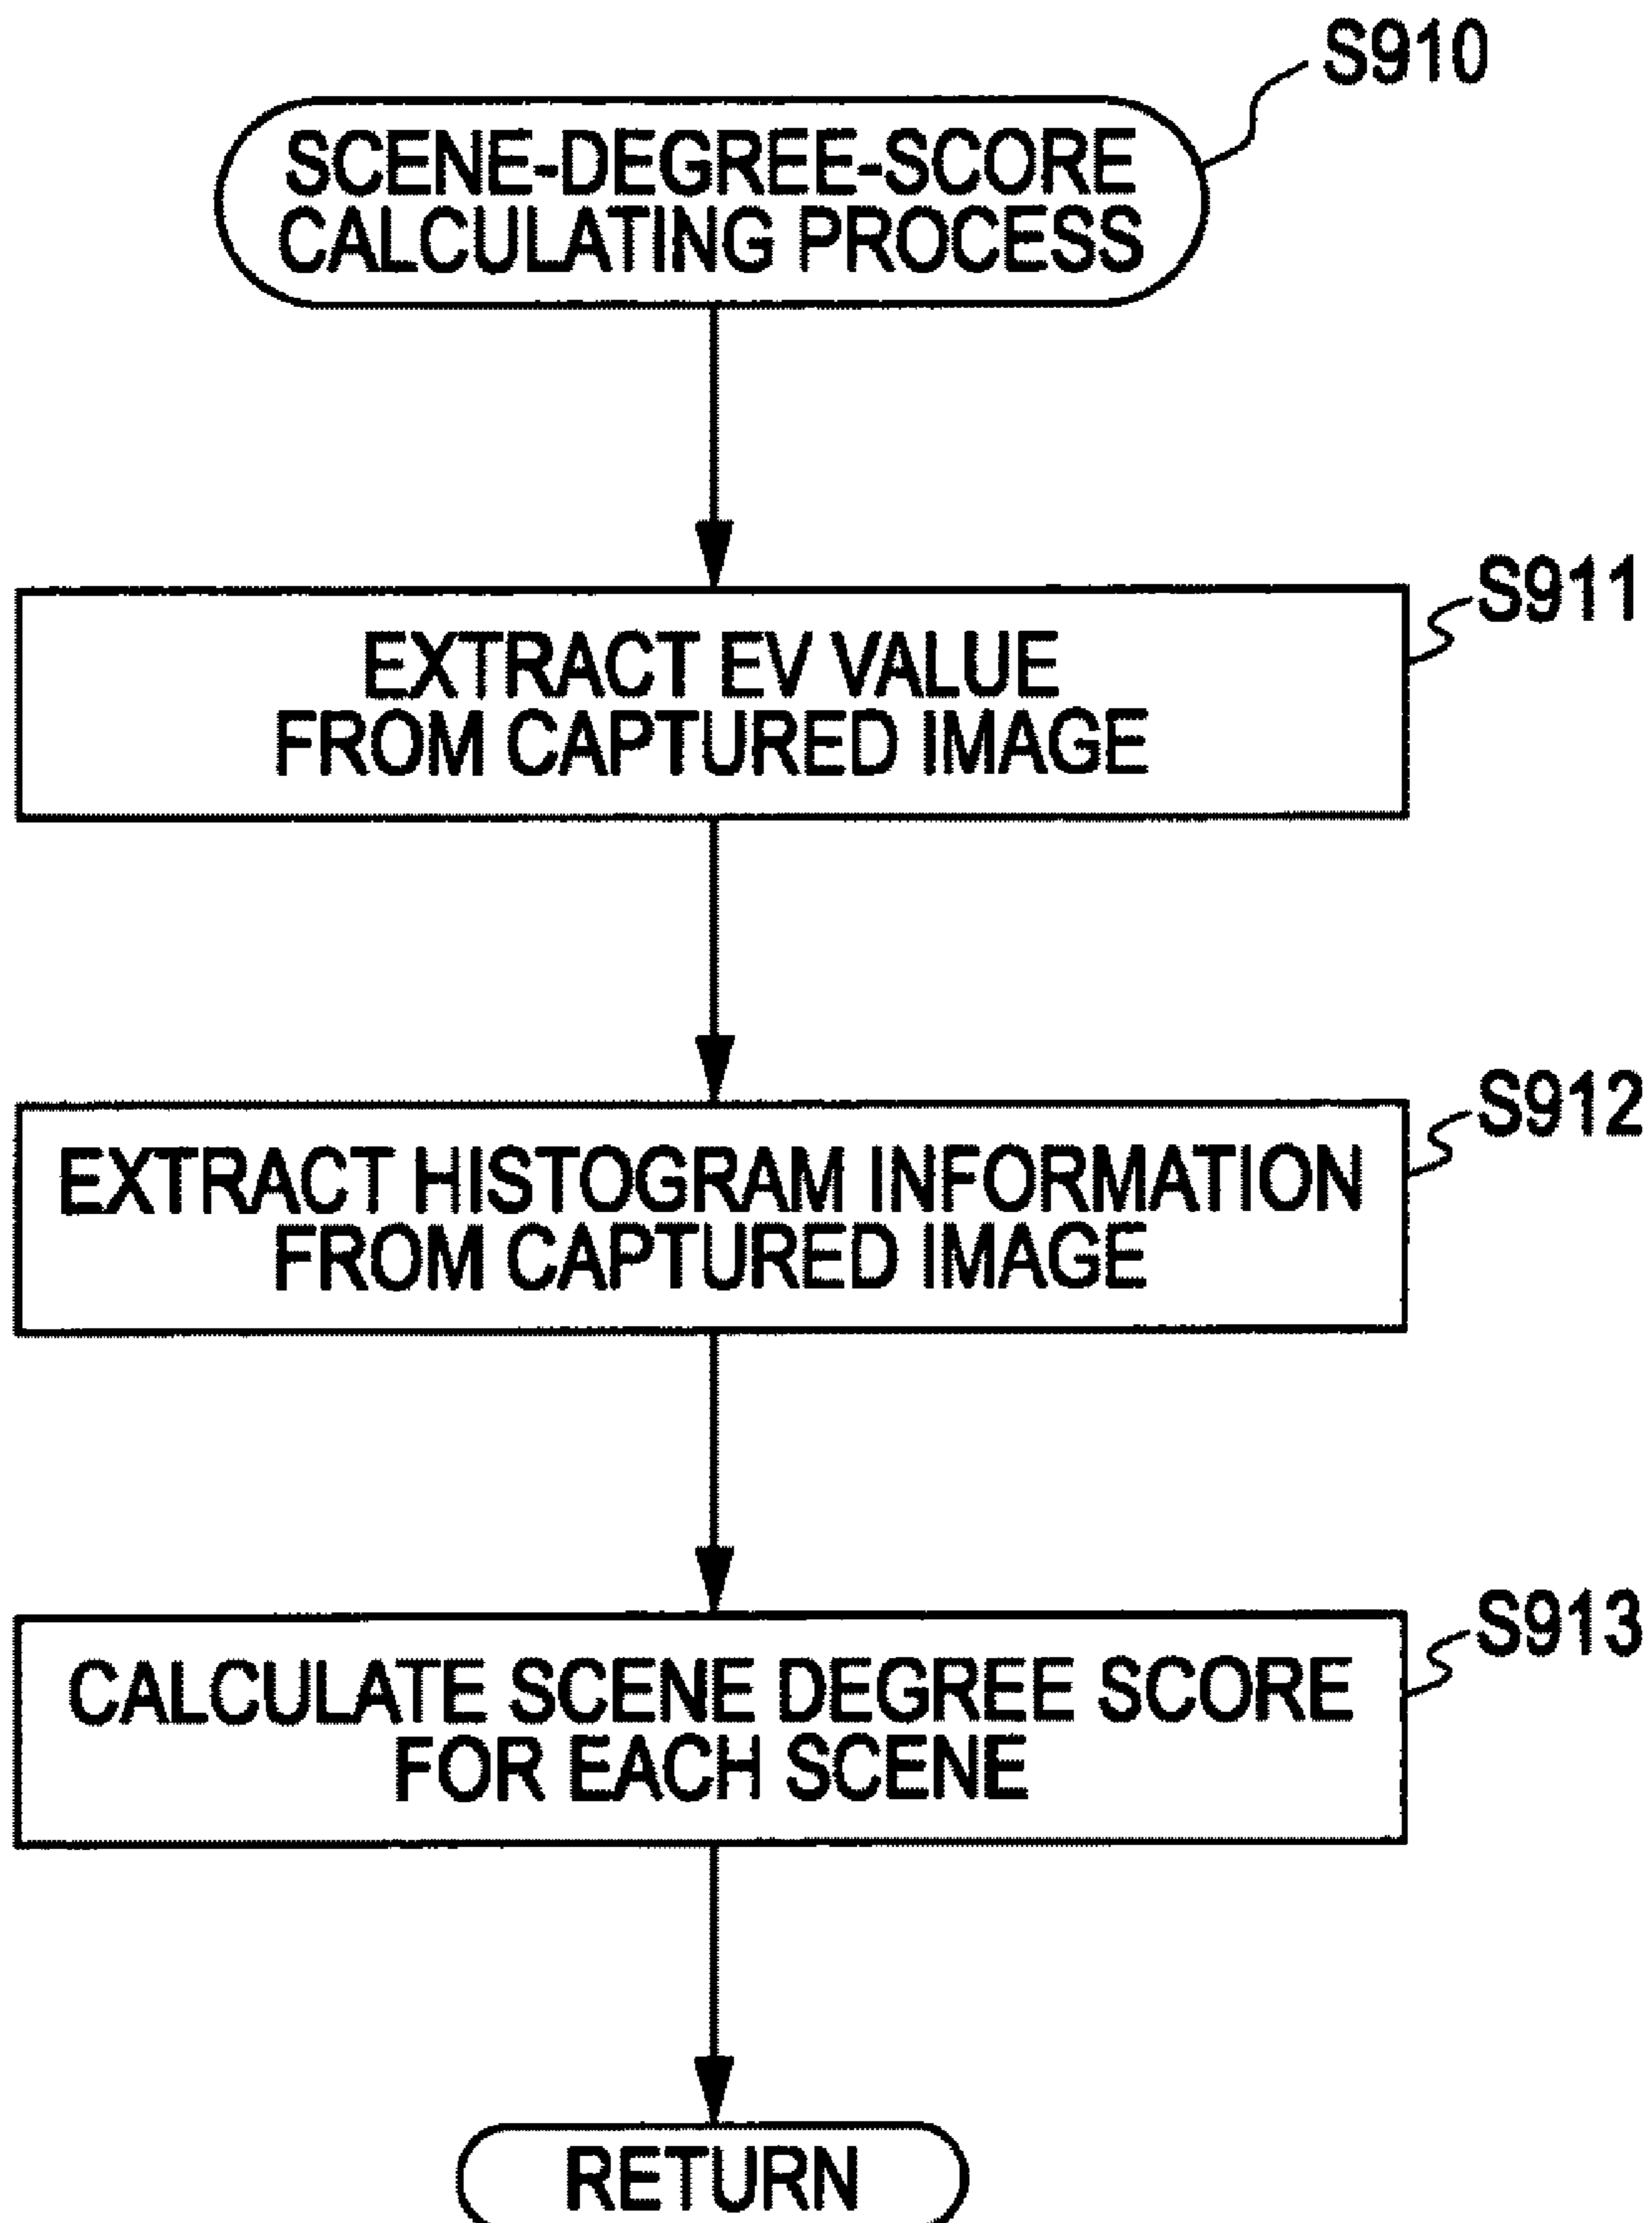 S910
SCENE-DEGREE-SCORE
CALCULATING PROCESS
S911
EXTRACT EV VALUE
FROM CAPTURED IMAGE
S912
EXTRACT HISTOGRAM INFORMATION
FROM CAPTURED IMAGE
S913
CALCULATE SCENE DEGREE SCORE
FOR EACH SCENE
RETURN